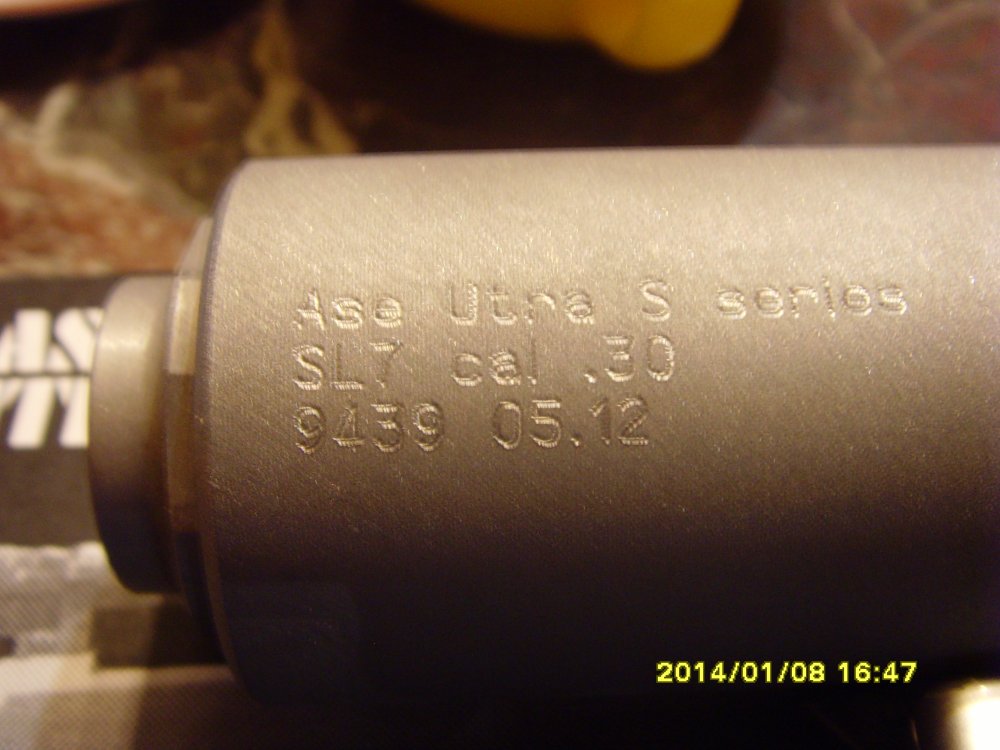 Ase Utra S series
SL7 cal .30
9439 05.12
2014/01/08 16:47